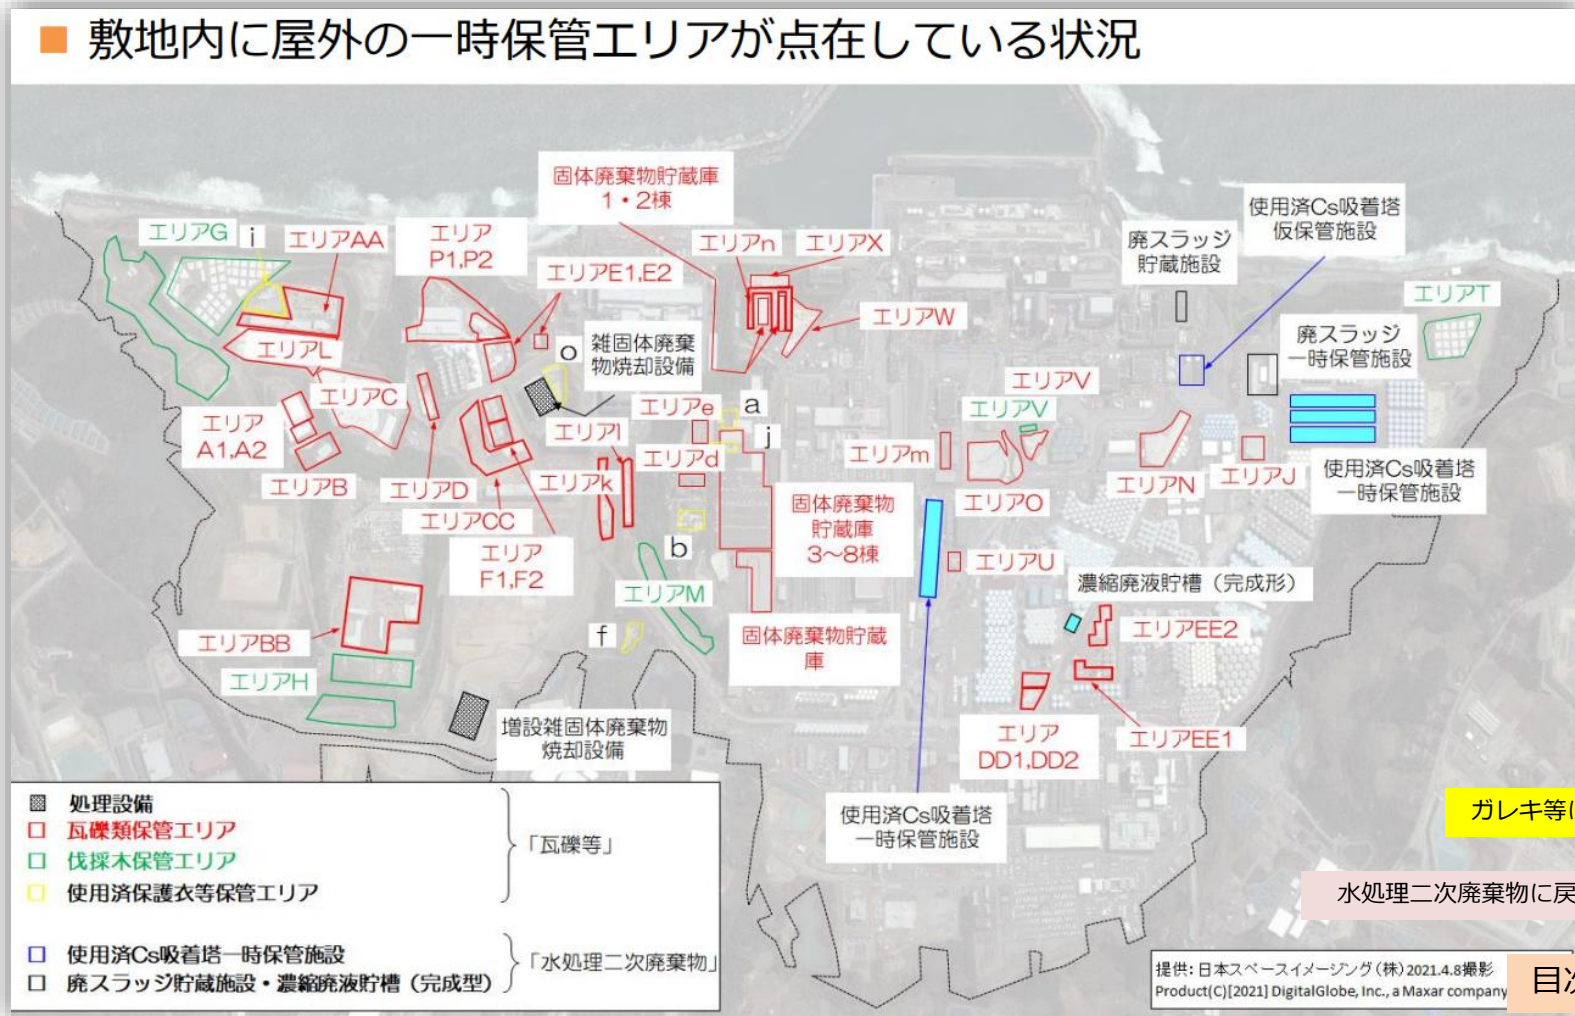 ■ 敷地内に屋外の一時保管エリアが点在している状況
固体廃棄物貯蔵庫
1・2棟
使用済Cs吸着塔
仮保管施設
エリアG
i
エリアAA
エリア
P1,P2
エリアn
エリアX
廃スラッジ
貯蔵施設
エリアE1,E2
エリアT
エリアW
廃スラッジ
一時保管施設
エリアL
o
雑固体廃棄
物焼却設備
エリアV
エリアC
エリアe
a
エリアV
エリア
A1,A2
エリアl
j
エリアm
エリアd
エリアB
エリアD
エリアk
エリアN
エリアJ
使用済Cs吸着塔
一時保管施設
エリアO
エリアCC
固体廃棄物
貯蔵庫
3～8棟
エリア
F1,F2
b
エリアU
エリアM
濃縮廃液貯槽（完成形）
f
エリアBB
固体廃棄物貯蔵
庫
エリアEE2
エリアH
増設雑固体廃棄物
焼却設備
エリア
DD1,DD2
エリアEE1
使用済Cs吸着塔
一時保管施設
処理設備
瓦礫類保管エリア
伐採木保管エリア
使用済保護衣等保管エリア
「瓦礫等」
使用済Cs吸着塔一時保管施設
廃スラッジ貯蔵施設・濃縮廃液貯槽（完成型）
「水処理二次廃棄物」
ガレキ等に
水処理二次廃棄物に戻
提供: 日本スペースイメージング(株) 2021.4.8撮影
Product(C)[2021] DigitalGlobe, Inc., a Maxar company
目次